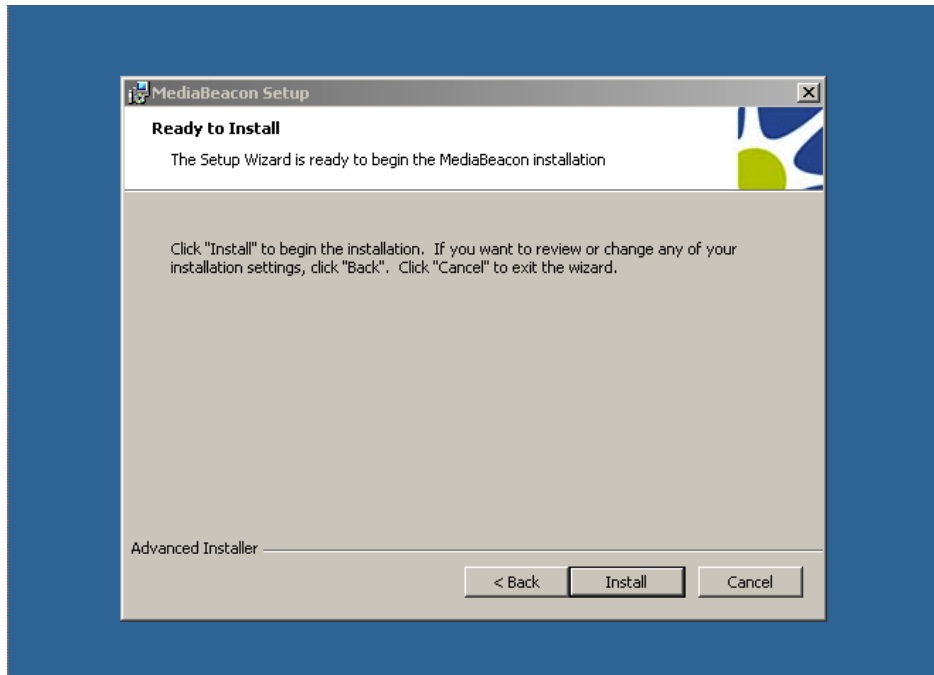 MediaBeacon Setup
Ready to Install
The Setup Wizard is ready to begin the MediaBeacon installation
Click "Install" to begin the installation.  If you want to review or change any of your
installation settings, click "Back".  Click "Cancel" to exit the wizard.
Advanced Installer
< Back Install Cancel